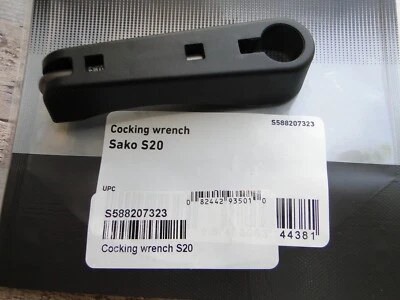 Cocking wrench
S588207323
Sako S20
UPC
0 82442 93501 0
S588207323
44381
Cocking wrench S20